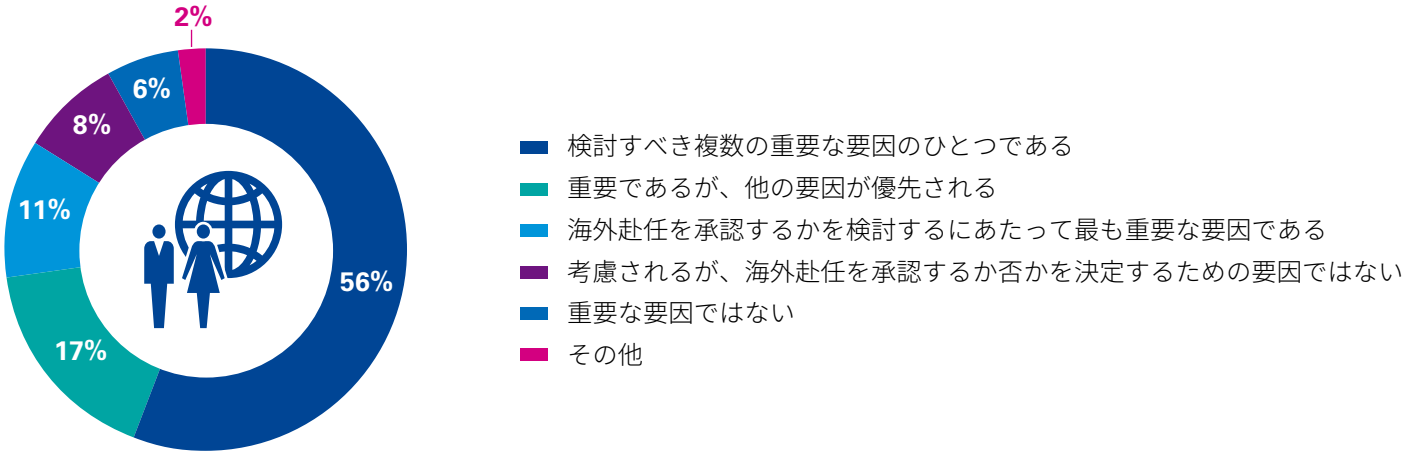 2%
6%
8%
11%
17%
56%
検討すべき複数の重要な要因のひとつである
重要であるが、他の要因が優先される
海外赴任を承認するかを検討するにあたって最も重要な要因である
考慮されるが、海外赴任を承認するか否かを決定するための要因ではない
重要な要因ではない
その他